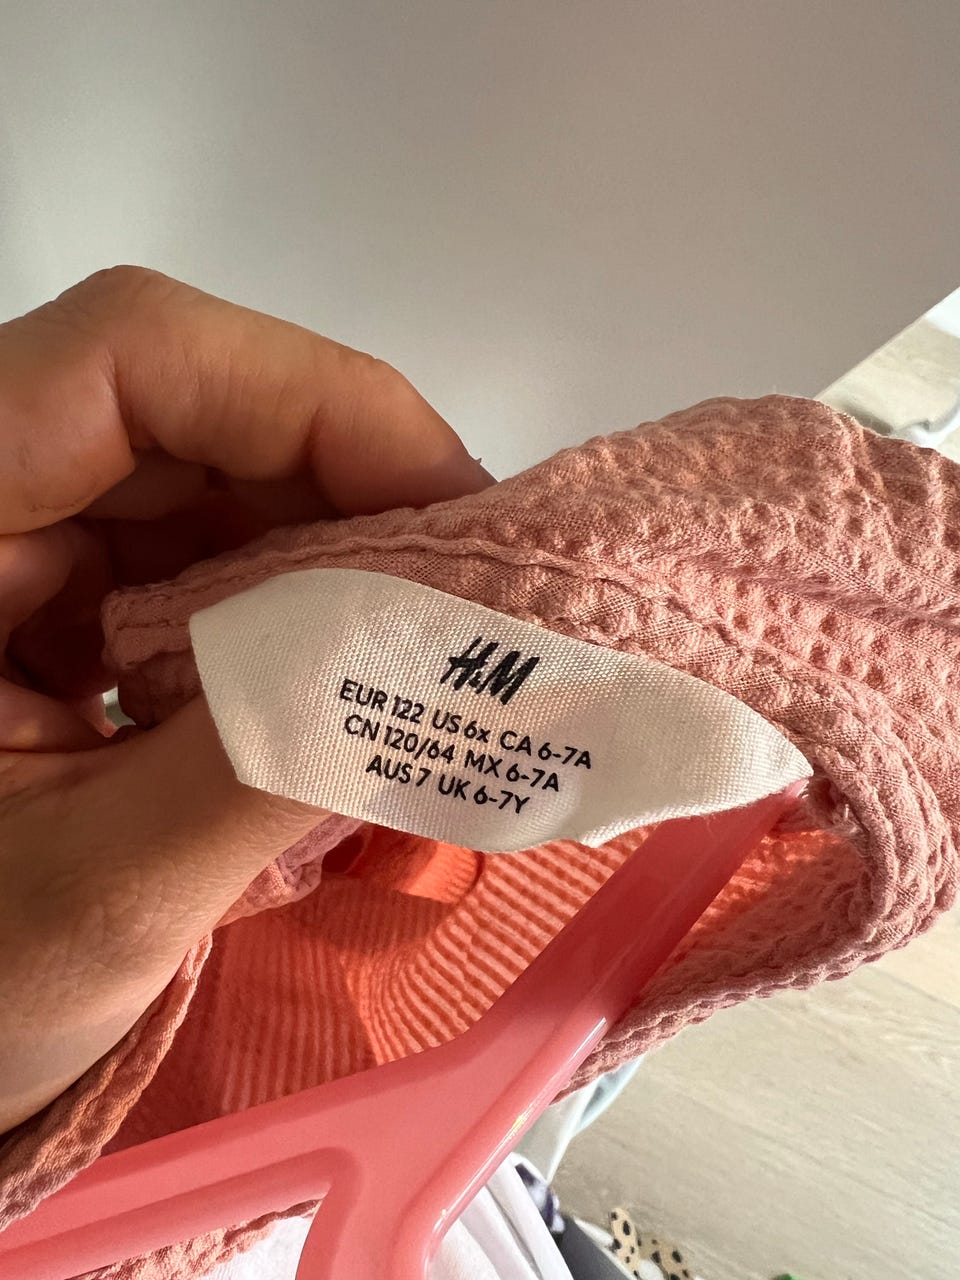 H&M
EUR 122 US 6x CA 6-7A
CN 120/64 MX 6-7A
AUS 7 UK 6-7Y